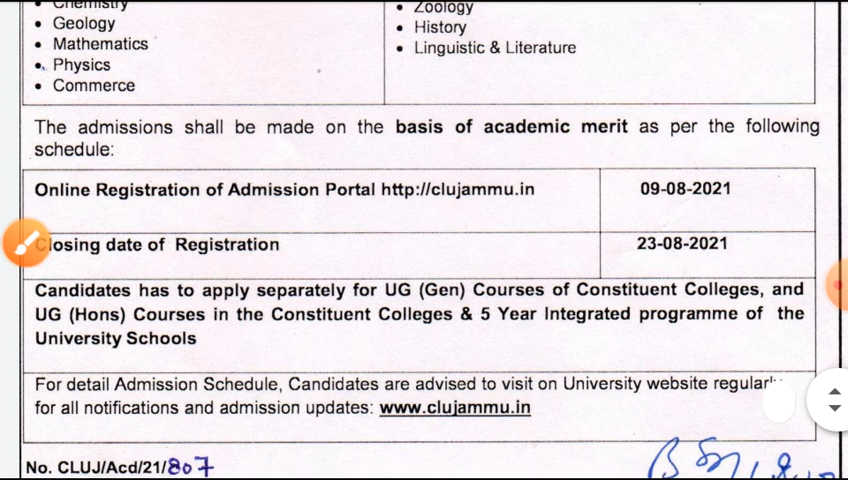 • Chemistry
• Geology
• Mathematics
• Physics
• Commerce
• Zoology
• History
• Linguistic & Literature
The admissions shall be made on the basis of academic merit as per the following
schedule:
Online Registration of Admission Portal http://clujammu.in 09-08-2021
Closing date of Registration 23-08-2021
Candidates has to apply separately for UG (Gen) Courses of Constituent Colleges, and
UG (Hons) Courses in the Constituent Colleges & 5 Year Integrated programme of the
University Schools
For detail Admission Schedule, Candidates are advised to visit on University website regularly
for all notifications and admission updates: www.clujammu.in
No. CLUJ/Acd/21/807